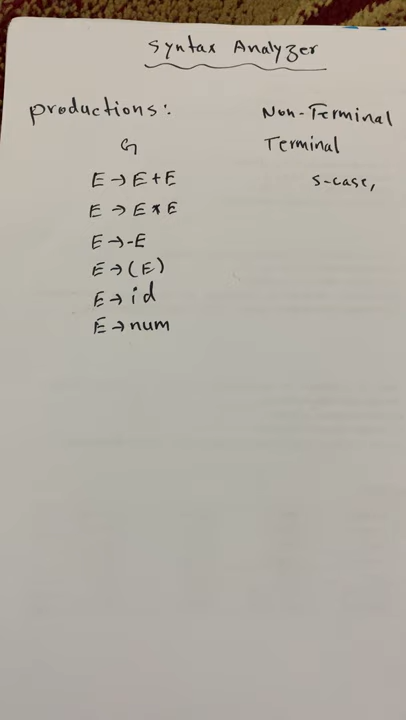 Syntax Analyzer
productions:
G
E → E + E
E → E * E
E → -E
E → (E)
E → id
E → num
Non-Terminal
Terminal
s-case,